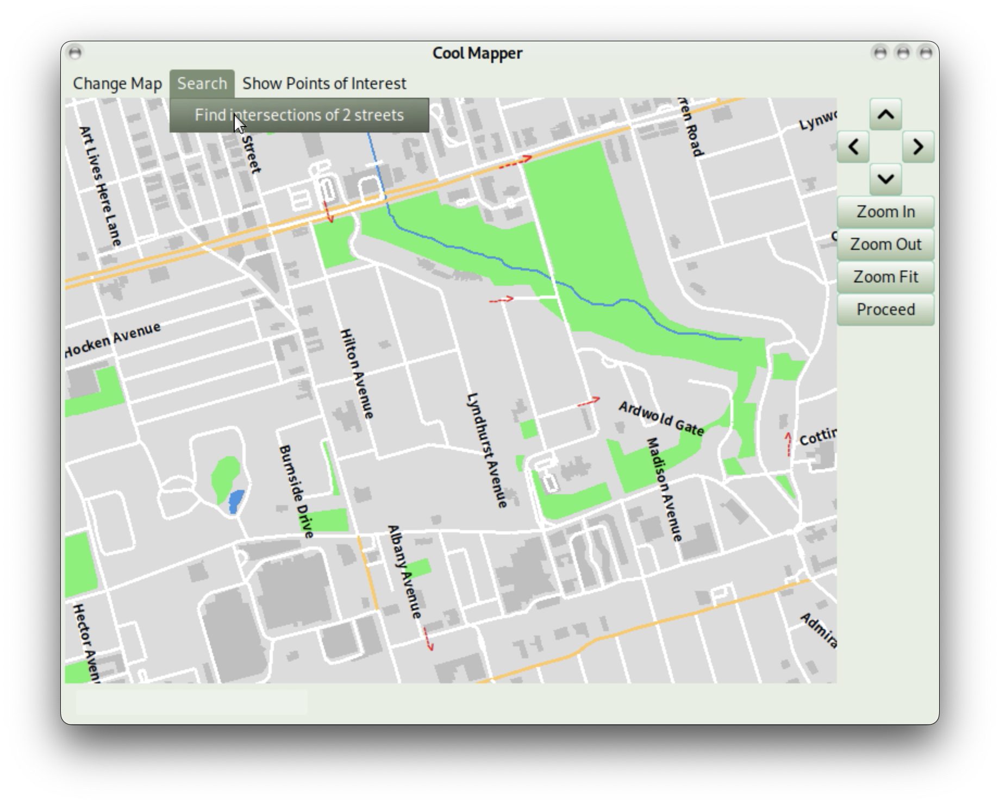 Cool Mapper
Change Map
Search
Show Points of Interest
Find intersections of 2 streets
Art Lives Here Lane
Street
rren Road
Lynwo
Zoom In
Zoom Out
Zoom Fit
Proceed
Hocken Avenue
Hilton Avenue
Lyndhurst Avenue
Ardwold Gate
Cottin
Burnside Drive
Madison Avenue
Albany Avenue
Hector Aven
Admira